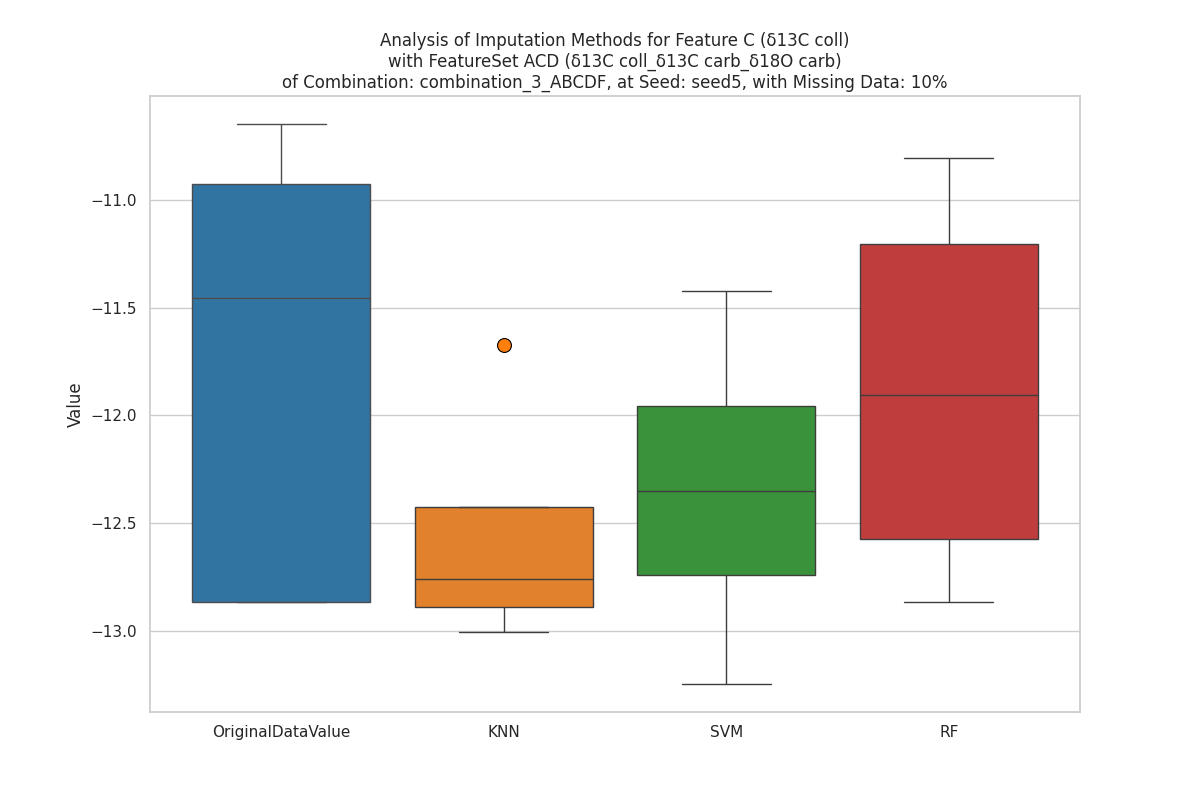 Analysis of Imputation Methods for Feature C (δ13C coll)
with FeatureSet ACD (δ13C coll_δ13C carb_δ18O carb)
of Combination: combination_3_ABCDF, at Seed: seed5, with Missing Data: 10%
−11.0
−11.5
−12.0
−12.5
−13.0
Value
OriginalDataValue
KNN
SVM
RF